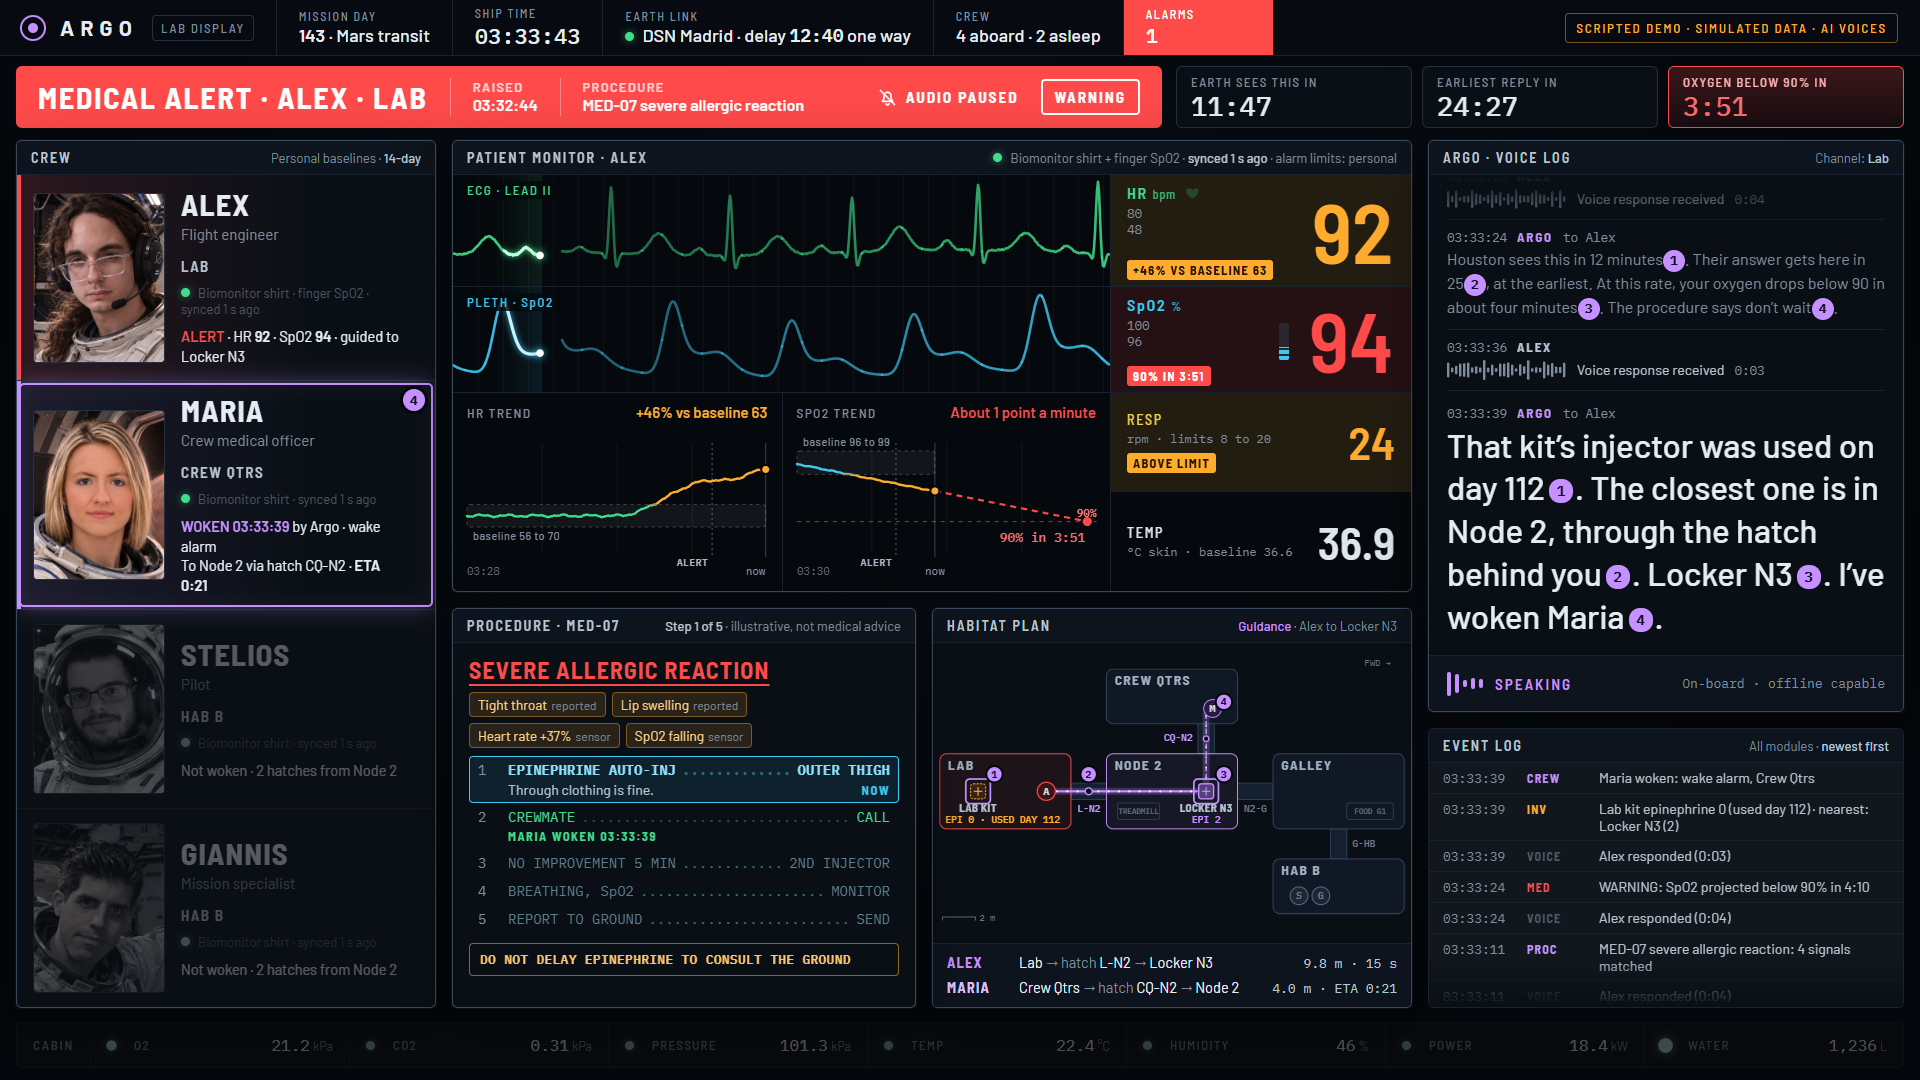 ARGO
LAB DISPLAY
MISSION DAY
143 · Mars transit
SHIP TIME
03:33:43
EARTH LINK
DSN Madrid · delay 12:40 one way
CREW
4 aboard · 2 asleep
ALARMS
1
SCRIPTED DEMO · SIMULATED DATA · AI VOICES
MEDICAL ALERT · ALEX · LAB
RAISED
03:32:44
PROCEDURE
MED-07 severe allergic reaction
AUDIO PAUSED
WARNING
EARTH SEES THIS IN
11:47
EARLIEST REPLY IN
24:27
OXYGEN BELOW 90% IN
3:51
CREW
Personal baselines · 14-day
ALEX
Flight engineer
LAB
Biomonitor shirt · finger SpO2 ·
synced 1 s ago
ALERT · HR 92 · SpO2 94 · guided to
Locker N3
MARIA
4
Crew medical officer
CREW QTRS
Biomonitor shirt · synced 1 s ago
WOKEN 03:33:39 by Argo · wake
alarm
To Node 2 via hatch CQ-N2 · ETA
0:21
STELIOS
Pilot
HAB B
Biomonitor shirt · synced 1 s ago
Not woken · 2 hatches from Node 2
GIANNIS
Mission specialist
HAB B
Biomonitor shirt · synced 1 s ago
Not woken · 2 hatches from Node 2
PATIENT MONITOR · ALEX
Biomonitor shirt + finger SpO2 · synced 1 s ago · alarm limits: personal
ECG · LEAD II
HR bpm
80
48
92
+46% VS BASELINE 63
PLETH · SpO2
SpO2 %
100
96
94
90% IN 3:51
HR TREND
+46% vs baseline 63
baseline 56 to 70
ALERT
03:28
now
SPO2 TREND
About 1 point a minute
baseline 96 to 99
90%
90% in 3:51
ALERT
03:30
now
RESP
rpm · limits 8 to 20
24
ABOVE LIMIT
TEMP
°C skin · baseline 36.6
36.9
PROCEDURE · MED-07
Step 1 of 5 · illustrative, not medical advice
SEVERE ALLERGIC REACTION
Tight throat reported
Lip swelling reported
Heart rate +37% sensor
SpO2 falling sensor
1 EPINEPHRINE AUTO-INJ ............. OUTER THIGH
Through clothing is fine. NOW
2 CREWMATE ................................ CALL
MARIA WOKEN 03:33:39
3 NO IMPROVEMENT 5 MIN ............ 2ND INJECTOR
4 BREATHING, SpO2 ...................... MONITOR
5 REPORT TO GROUND ........................ SEND
DO NOT DELAY EPINEPHRINE TO CONSULT THE GROUND
HABITAT PLAN
Guidance · Alex to Locker N3
FWD →
CREW QTRS
M
4
CQ-N2
LAB
1
A
LAB KIT
EPI 0 · USED DAY 112
2
L-N2
NODE 2
TREADMILL
3
LOCKER N3
EPI 2
N2-G
GALLEY
FOOD G1
G-HB
HAB B
S
G
2 m
ALEX Lab → hatch L-N2 → Locker N3 9.8 m · 15 s
MARIA Crew Qtrs → hatch CQ-N2 → Node 2 4.0 m · ETA 0:21
ARGO · VOICE LOG
Channel: Lab
Voice response received 0:04
03:33:24 ARGO to Alex
Houston sees this in 12 minutes 1 . Their answer gets here in
25 2 , at the earliest. At this rate, your oxygen drops below 90 in
about four minutes 3 . The procedure says don't wait 4 .
03:33:36 ALEX
Voice response received 0:03
03:33:39 ARGO to Alex
That kit's injector was used on
day 112 1 . The closest one is in
Node 2, through the hatch
behind you 2 . Locker N3 3 . I've
woken Maria 4 .
SPEAKING
On-board · offline capable
EVENT LOG
All modules · newest first
03:33:39 CREW Maria woken: wake alarm, Crew Qtrs
03:33:39 INV Lab kit epinephrine 0 (used day 112) · nearest:
Locker N3 (2)
03:33:39 VOICE Alex responded (0:03)
03:33:24 MED WARNING: SpO2 projected below 90% in 4:10
03:33:24 VOICE Alex responded (0:04)
03:33:11 PROC MED-07 severe allergic reaction: 4 signals
matched
03:33:11 VOICE Alex responded (0:04)
CABIN
O2 21.2 kPa
CO2 0.31 kPa
PRESSURE 101.3 kPa
TEMP 22.4 °C
HUMIDITY 46 %
POWER 18.4 kW
WATER 1,236 L